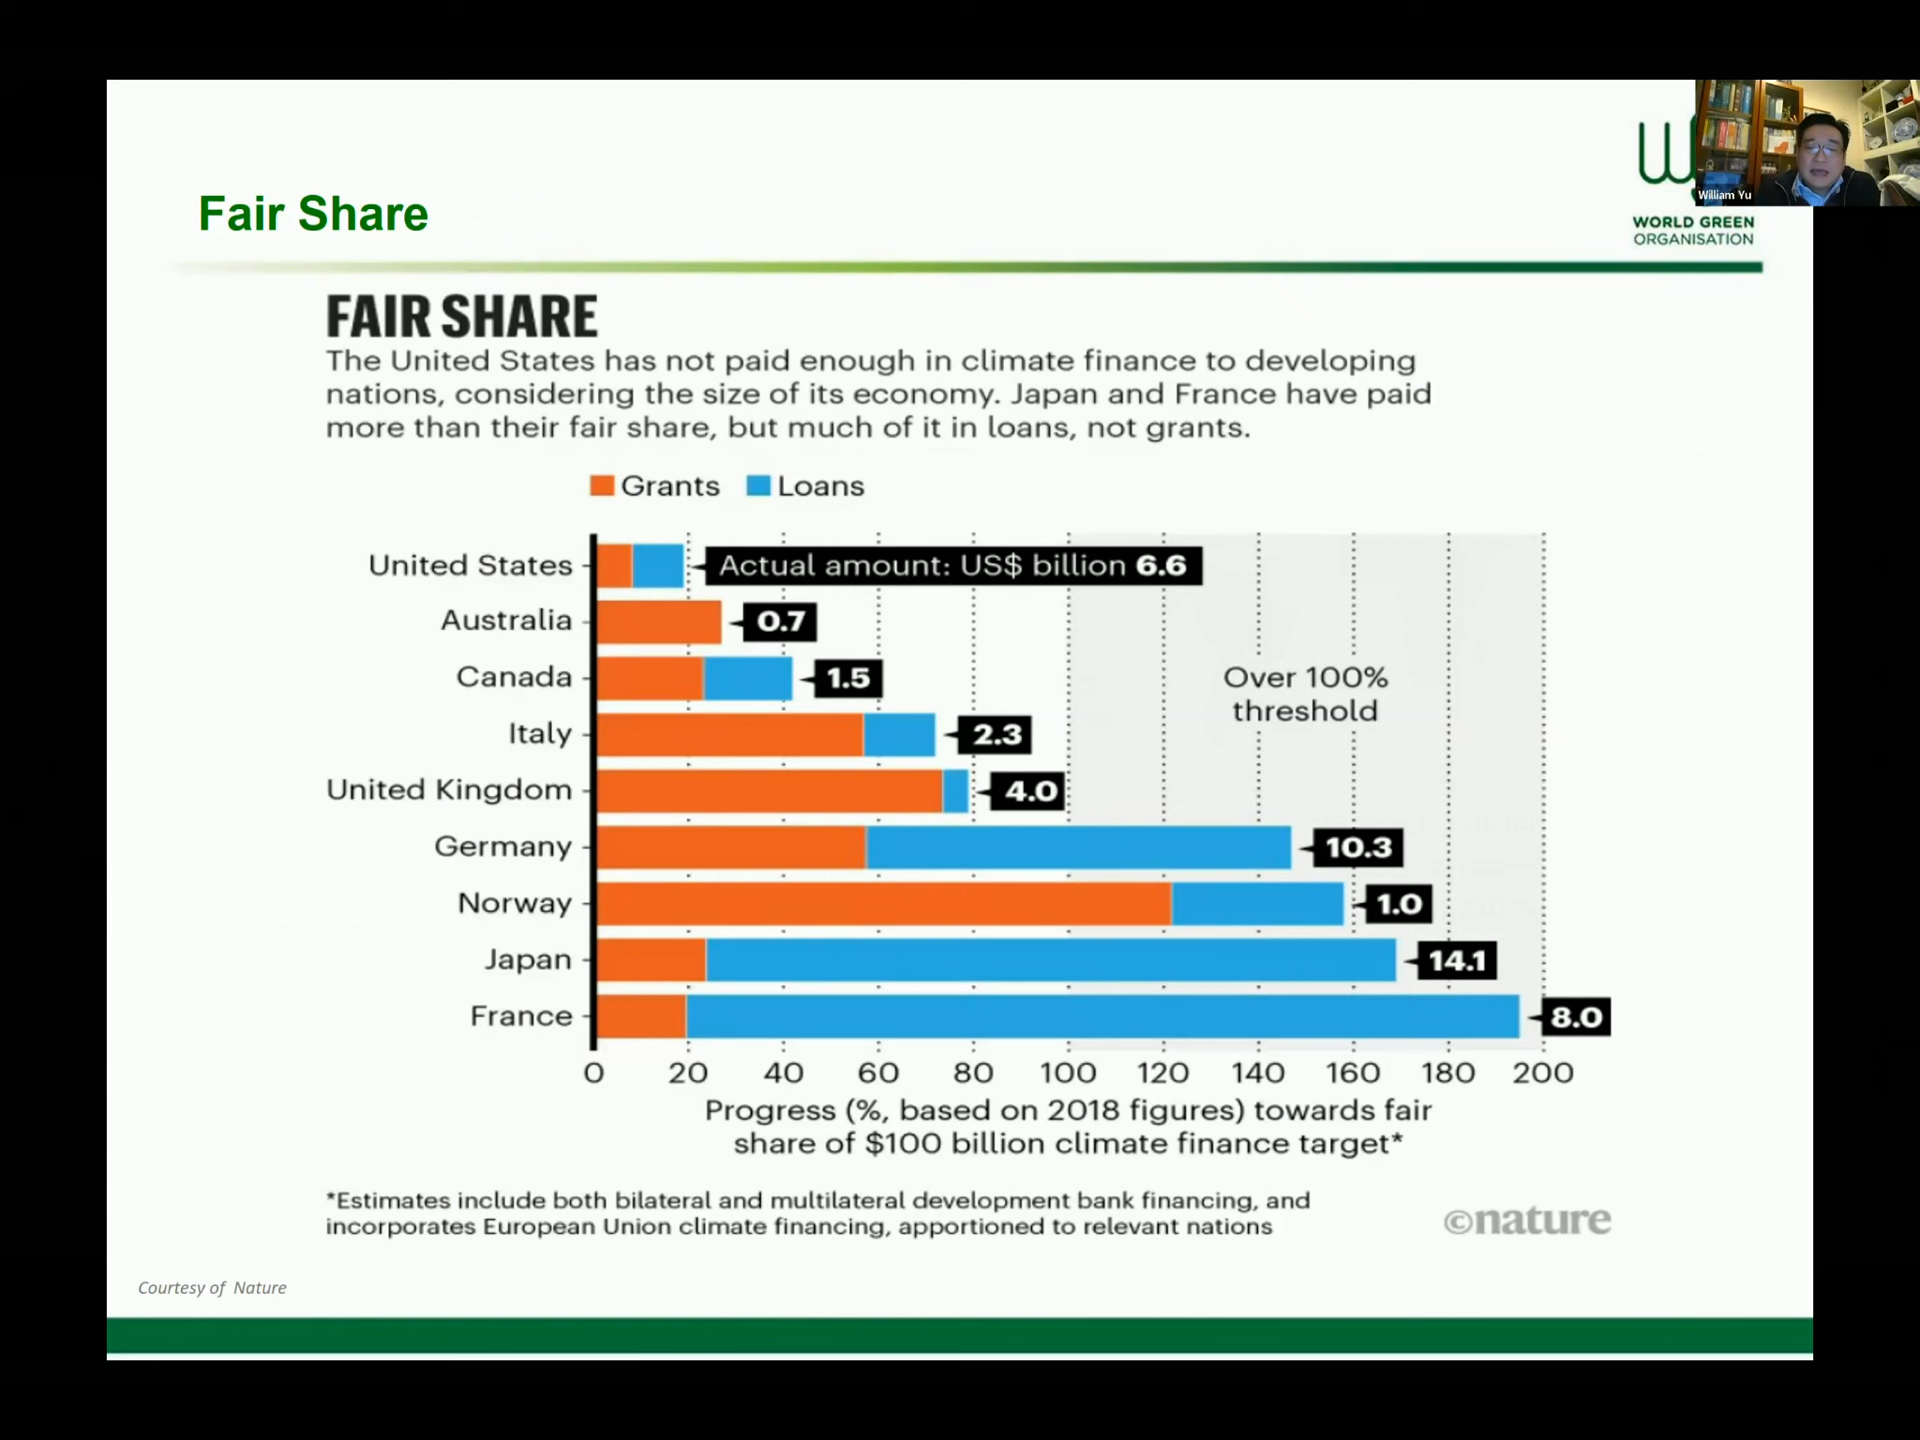 William Yu
WORLD GREEN
ORGANISATION
Fair Share
FAIR SHARE
The United States has not paid enough in climate finance to developing
nations, considering the size of its economy. Japan and France have paid
more than their fair share, but much of it in loans, not grants.
Grants Loans
United States Actual amount: US$ billion 6.6
Australia 0.7
Canada 1.5
Over 100%
threshold
Italy 2.3
United Kingdom 4.0
Germany 10.3
Norway 1.0
Japan 14.1
France 8.0
0 20 40 60 80 100 120 140 160 180 200
Progress (%, based on 2018 figures) towards fair
share of $100 billion climate finance target*
*Estimates include both bilateral and multilateral development bank financing, and
incorporates European Union climate financing, apportioned to relevant nations
©nature
Courtesy of Nature